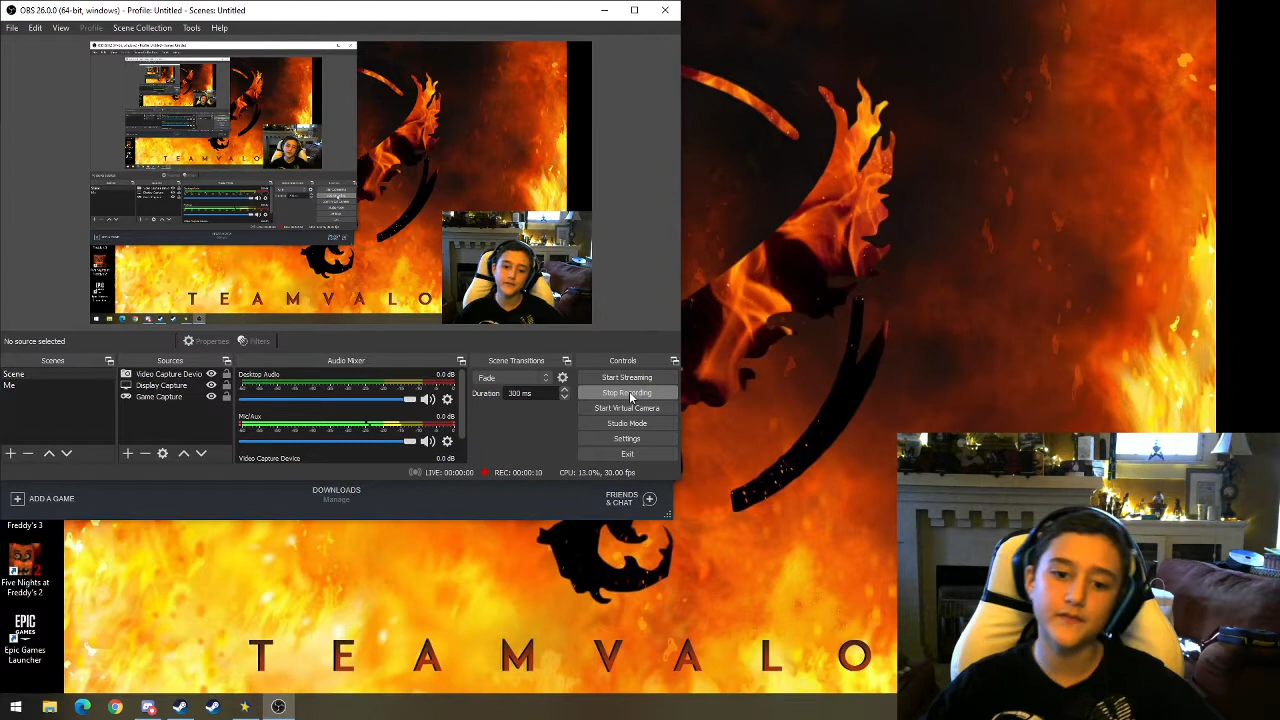 OBS 26.0.0 (64-bit, windows) - Profile: Untitled - Scenes: Untitled
File Edit View Profile Scene Collection Tools Help
T E A M V A L O
No source selected
Properties Filters
Scenes Sources Audio Mixer Scene Transitions Controls
Scene
Me
Video Capture Devic
Display Capture
Game Capture
Desktop Audio 0.0 dB
Mic/Aux 0.0 dB
Video Capture Device
Fade
Duration 300 ms
Start Streaming
Stop Recording
Start Virtual Camera
Studio Mode
Settings
Exit
LIVE: 00:00:00 REC: 00:00:10 CPU: 13.0%, 30.00 fps
ADD A GAME
DOWNLOADS
Manage
FRIENDS
& CHAT
Freddy's 3
Five Nights at
Freddy's 2
EPIC
GAMES
Epic Games
Launcher
T E A M V A L O